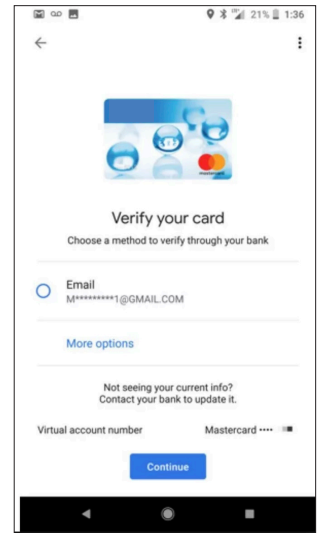 21% 1:36
mastercard
Verify your card
Choose a method to verify through your bank
Email
M*********1@GMAIL.COM
More options
Not seeing your current info?
Contact your bank to update it.
Virtual account number Mastercard ••••
Continue